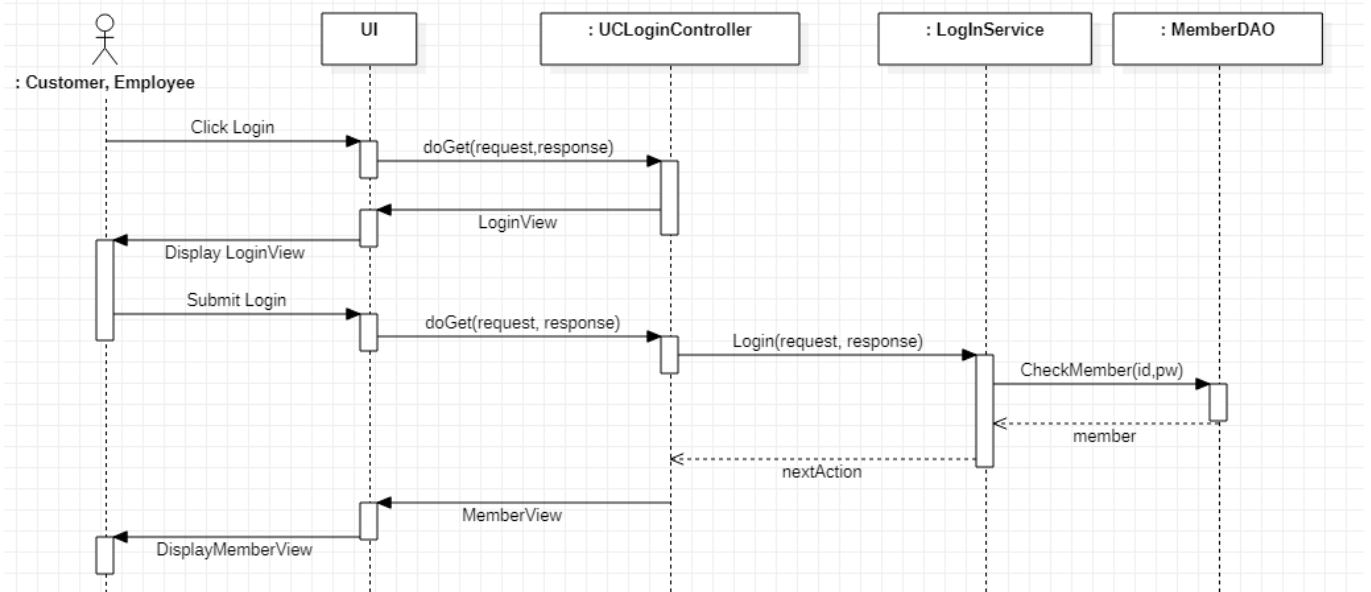 UI
: UCLoginController
: LogInService
: MemberDAO
: Customer, Employee
Click Login
doGet(request,response)
LoginView
Display LoginView
Submit Login
doGet(request, response)
Login(request, response)
CheckMember(id,pw)
member
nextAction
MemberView
DisplayMemberView